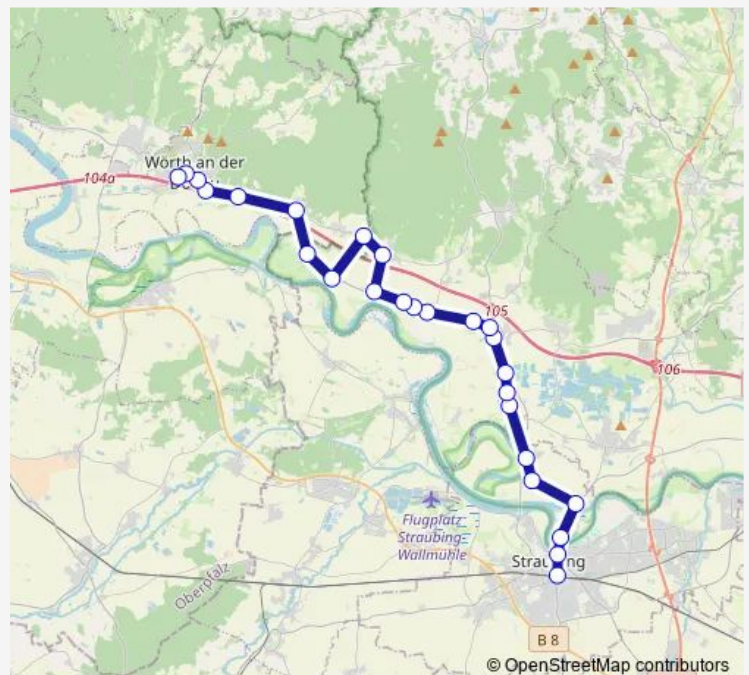 Wörth an der
104a
105
106
Flugplatz
Straubing
Wallmühle
Straubing
Oberpfalz
B 8
© OpenStreetMap contributors